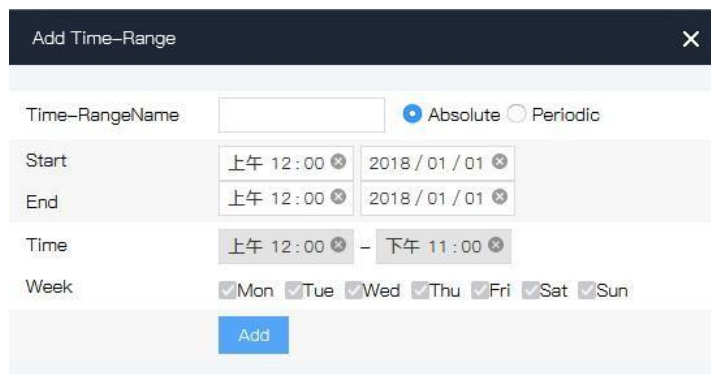 Add Time-Range
Time-RangeName Absolute Periodic
Start 上午 12:00 2018/01/01
End 上午 12:00 2018/01/01
Time 上午 12:00 – 下午 11:00
Week Mon Tue Wed Thu Fri Sat Sun
Add